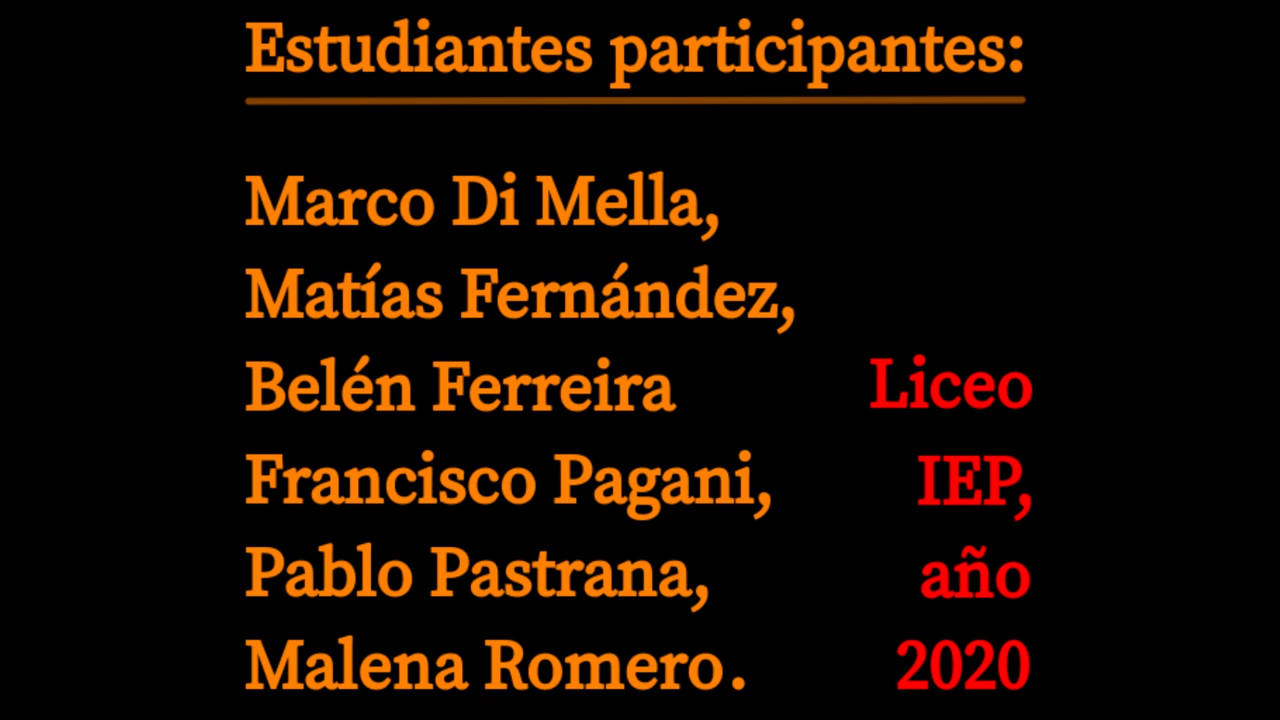 Estudiantes participantes:
Marco Di Mella,
Matías Fernández,
Belén Ferreira
Francisco Pagani,
Pablo Pastrana,
Malena Romero.
Liceo
IEP,
año
2020